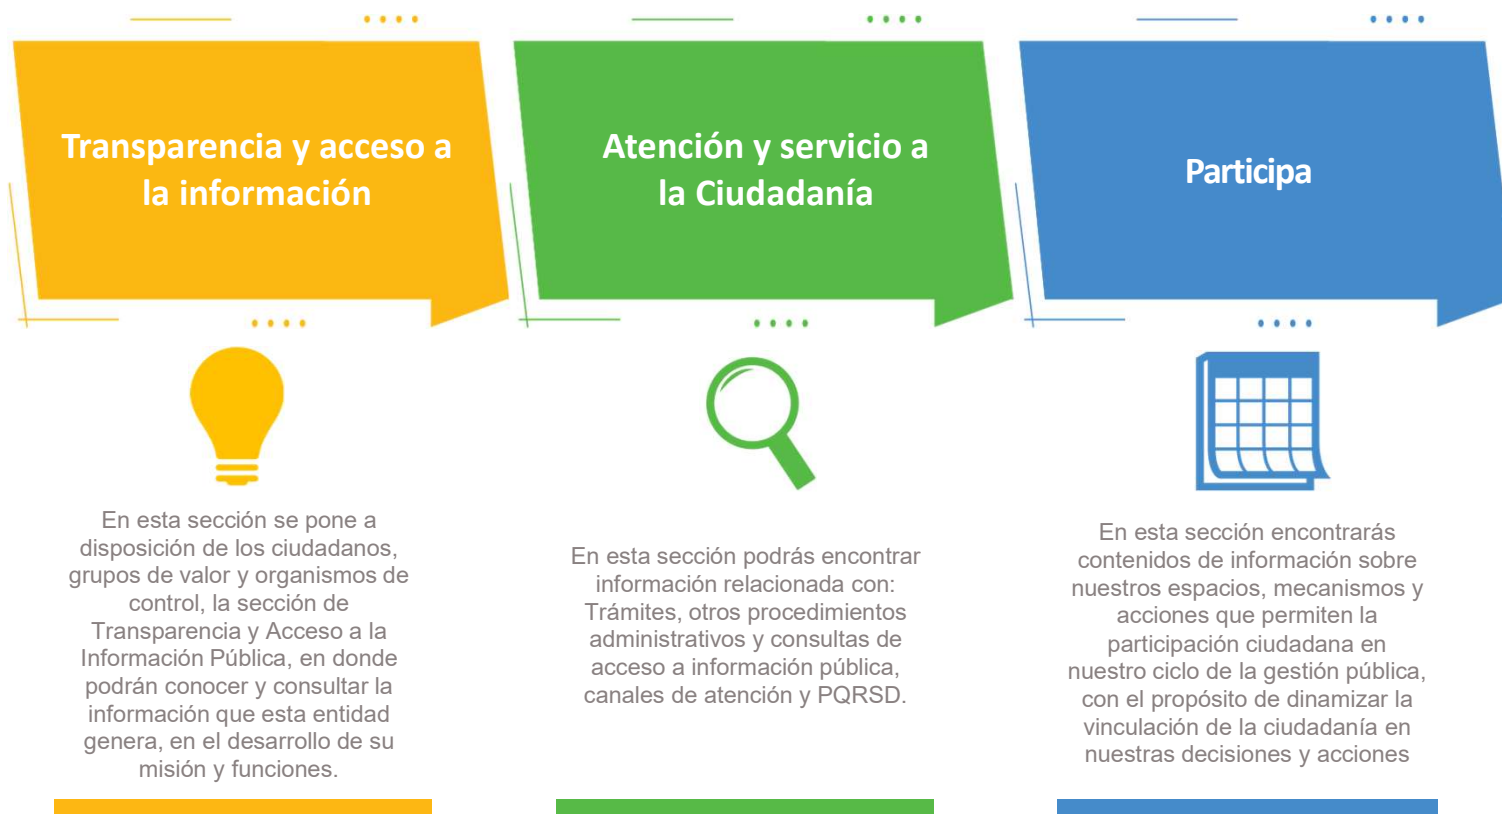 Transparencia y acceso a
la información
En esta sección se pone a
disposición de los ciudadanos,
grupos de valor y organismos de
control, la sección de
Transparencia y Acceso a la
Información Pública, en donde
podrán conocer y consultar la
información que esta entidad
genera, en el desarrollo de su
misión y funciones.
Atención y servicio a
la Ciudadanía
En esta sección podrás encontrar
información relacionada con:
Trámites, otros procedimientos
administrativos y consultas de
acceso a información pública,
canales de atención y PQRSD.
Participa
En esta sección encontrarás
contenidos de información sobre
nuestros espacios, mecanismos y
acciones que permiten la
participación ciudadana en
nuestro ciclo de la gestión pública,
con el propósito de dinamizar la
vinculación de la ciudadanía en
nuestras decisiones y acciones